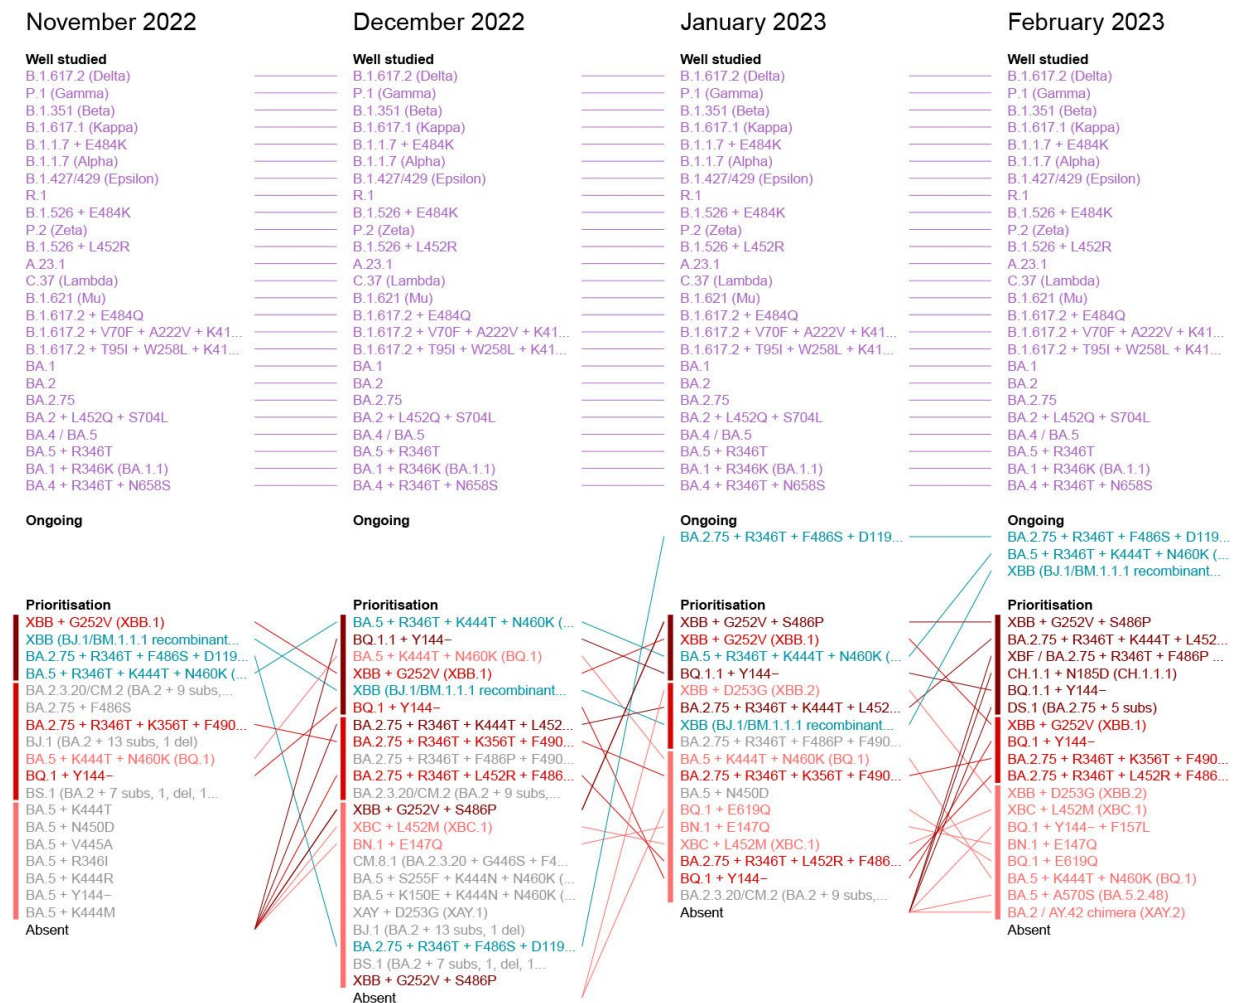 November 2022
Well studied
B.1.617.2 (Delta)
P.1 (Gamma)
B.1.351 (Beta)
B.1.617.1 (Kappa)
B.1.1.7 + E484K
B.1.1.7 (Alpha)
B.1.427/429 (Epsilon)
R.1
B.1.526 + E484K
P.2 (Zeta)
B.1.526 + L452R
A.23.1
C.37 (Lambda)
B.1.621 (Mu)
B.1.617.2 + E484Q
B.1.617.2 + V70F + A222V + K41...
B.1.617.2 + T95I + W258L + K41...
BA.1
BA.2
BA.2.75
BA.2 + L452Q + S704L
BA.4 / BA.5
BA.5 + R346T
BA.1 + R346K (BA.1.1)
BA.4 + R346T + N658S
Ongoing
Prioritisation
XBB + G252V (XBB.1)
XBB (BJ.1/BM.1.1.1 recombinant...
BA.2.75 + R346T + F486S + D119...
BA.5 + R346T + K444T + N460K (...
BA.2.3.20/CM.2 (BA.2 + 9 subs,...
BA.2.75 + F486S
BA.2.75 + R346T + K356T + F490...
BJ.1 (BA.2 + 13 subs, 1 del)
BA.5 + K444T + N460K (BQ.1)
BQ.1 + Y144−
BS.1 (BA.2 + 7 subs, 1, del, 1...
BA.5 + K444T
BA.5 + N450D
BA.5 + V445A
BA.5 + R346I
BA.5 + K444R
BA.5 + Y144−
BA.5 + K444M
Absent
December 2022
Well studied
B.1.617.2 (Delta)
P.1 (Gamma)
B.1.351 (Beta)
B.1.617.1 (Kappa)
B.1.1.7 + E484K
B.1.1.7 (Alpha)
B.1.427/429 (Epsilon)
R.1
B.1.526 + E484K
P.2 (Zeta)
B.1.526 + L452R
A.23.1
C.37 (Lambda)
B.1.621 (Mu)
B.1.617.2 + E484Q
B.1.617.2 + V70F + A222V + K41...
B.1.617.2 + T95I + W258L + K41...
BA.1
BA.2
BA.2.75
BA.2 + L452Q + S704L
BA.4 / BA.5
BA.5 + R346T
BA.1 + R346K (BA.1.1)
BA.4 + R346T + N658S
Ongoing
Prioritisation
BA.5 + R346T + K444T + N460K (...
BQ.1.1 + Y144−
BA.5 + K444T + N460K (BQ.1)
XBB + G252V (XBB.1)
XBB (BJ.1/BM.1.1.1 recombinant...
BQ.1 + Y144−
BA.2.75 + R346T + K444T + L452...
BA.2.75 + R346T + K356T + F490...
BA.2.75 + R346T + F486P + F490...
BA.2.75 + R346T + L452R + F486...
BA.2.3.20/CM.2 (BA.2 + 9 subs,...
XBB + G252V + S486P
XBC + L452M (XBC.1)
BN.1 + E147Q
CM.8.1 (BA.2.3.20 + G446S + F4...
BA.5 + S255F + K444N + N460K (...
BA.5 + K150E + K444N + N460K (...
XAY + D253G (XAY.1)
BJ.1 (BA.2 + 13 subs, 1 del)
BA.2.75 + R346T + F486S + D119...
BS.1 (BA.2 + 7 subs, 1, del, 1...
XBB + G252V + S486P
Absent
January 2023
Well studied
B.1.617.2 (Delta)
P.1 (Gamma)
B.1.351 (Beta)
B.1.617.1 (Kappa)
B.1.1.7 + E484K
B.1.1.7 (Alpha)
B.1.427/429 (Epsilon)
R.1
B.1.526 + E484K
P.2 (Zeta)
B.1.526 + L452R
A.23.1
C.37 (Lambda)
B.1.621 (Mu)
B.1.617.2 + E484Q
B.1.617.2 + V70F + A222V + K41...
B.1.617.2 + T95I + W258L + K41...
BA.1
BA.2
BA.2.75
BA.2 + L452Q + S704L
BA.4 / BA.5
BA.5 + R346T
BA.1 + R346K (BA.1.1)
BA.4 + R346T + N658S
Ongoing
BA.2.75 + R346T + F486S + D119...
Prioritisation
XBB + G252V + S486P
XBB + G252V (XBB.1)
BA.5 + R346T + K444T + N460K (...
BQ.1.1 + Y144−
XBB + D253G (XBB.2)
BA.2.75 + R346T + K444T + L452...
XBB (BJ.1/BM.1.1.1 recombinant...
BA.2.75 + R346T + F486P + F490...
BA.5 + K444T + N460K (BQ.1)
BA.2.75 + R346T + K356T + F490...
BA.5 + N450D
BQ.1 + E619Q
BN.1 + E147Q
XBC + L452M (XBC.1)
BA.2.75 + R346T + L452R + F486...
BQ.1 + Y144−
BA.2.3.20/CM.2 (BA.2 + 9 subs,...
Absent
February 2023
Well studied
B.1.617.2 (Delta)
P.1 (Gamma)
B.1.351 (Beta)
B.1.617.1 (Kappa)
B.1.1.7 + E484K
B.1.1.7 (Alpha)
B.1.427/429 (Epsilon)
R.1
B.1.526 + E484K
P.2 (Zeta)
B.1.526 + L452R
A.23.1
C.37 (Lambda)
B.1.621 (Mu)
B.1.617.2 + E484Q
B.1.617.2 + V70F + A222V + K41...
B.1.617.2 + T95I + W258L + K41...
BA.1
BA.2
BA.2.75
BA.2 + L452Q + S704L
BA.4 / BA.5
BA.5 + R346T
BA.1 + R346K (BA.1.1)
BA.4 + R346T + N658S
Ongoing
BA.2.75 + R346T + F486S + D119...
BA.5 + R346T + K444T + N460K (...
XBB (BJ.1/BM.1.1.1 recombinant...
Prioritisation
XBB + G252V + S486P
BA.2.75 + R346T + K444T + L452...
XBF / BA.2.75 + R346T + F486P ...
CH.1.1 + N185D (CH.1.1.1)
BQ.1.1 + Y144−
DS.1 (BA.2.75 + 5 subs)
XBB + G252V (XBB.1)
BQ.1 + Y144−
BA.2.75 + R346T + K356T + F490...
BA.2.75 + R346T + L452R + F486...
XBB + D253G (XBB.2)
XBC + L452M (XBC.1)
BQ.1 + Y144− + F157L
BN.1 + E147Q
BQ.1 + E619Q
BA.5 + K444T + N460K (BQ.1)
BA.5 + A570S (BA.5.2.48)
BA.2 / AY.42 chimera (XAY.2)
Absent